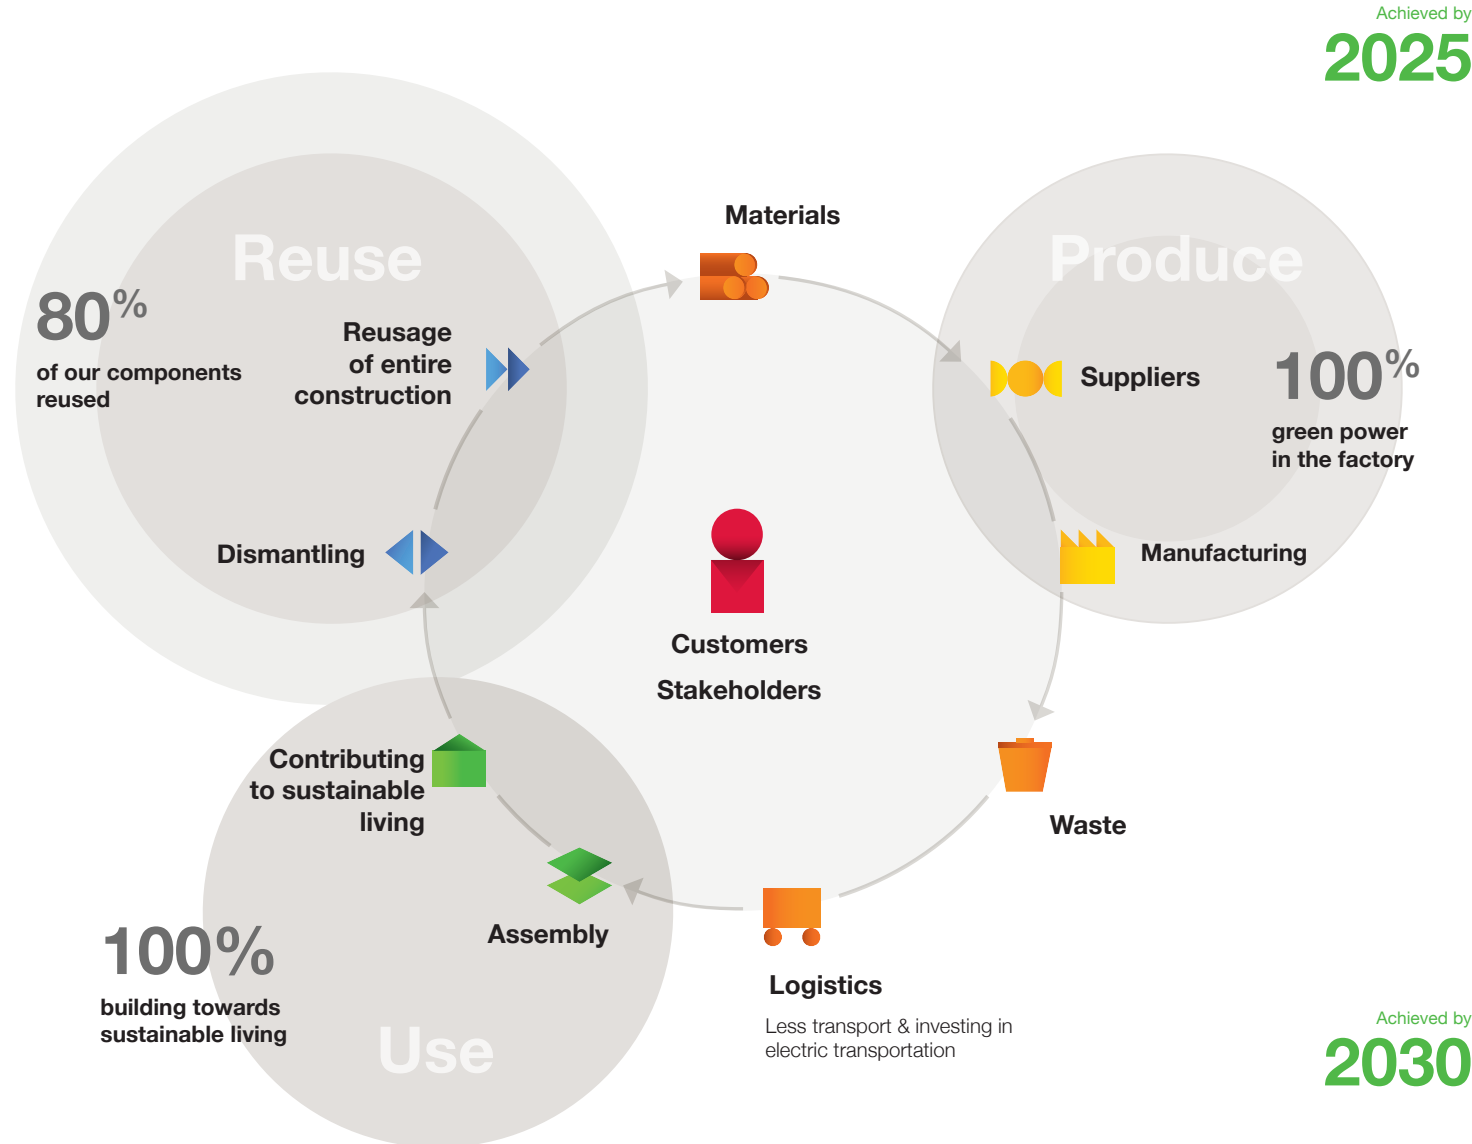 Achieved by
2025
Materials
Reuse
Produce
80%
of our components
reused
Reusage
of entire
construction
Suppliers
100%
green power
in the factory
Dismantling
Manufacturing
Customers
Stakeholders
Contributing
to sustainable
living
Waste
Assembly
100%
building towards
sustainable living
Use
Logistics
Less transport & investing in
electric transportation
Achieved by
2030